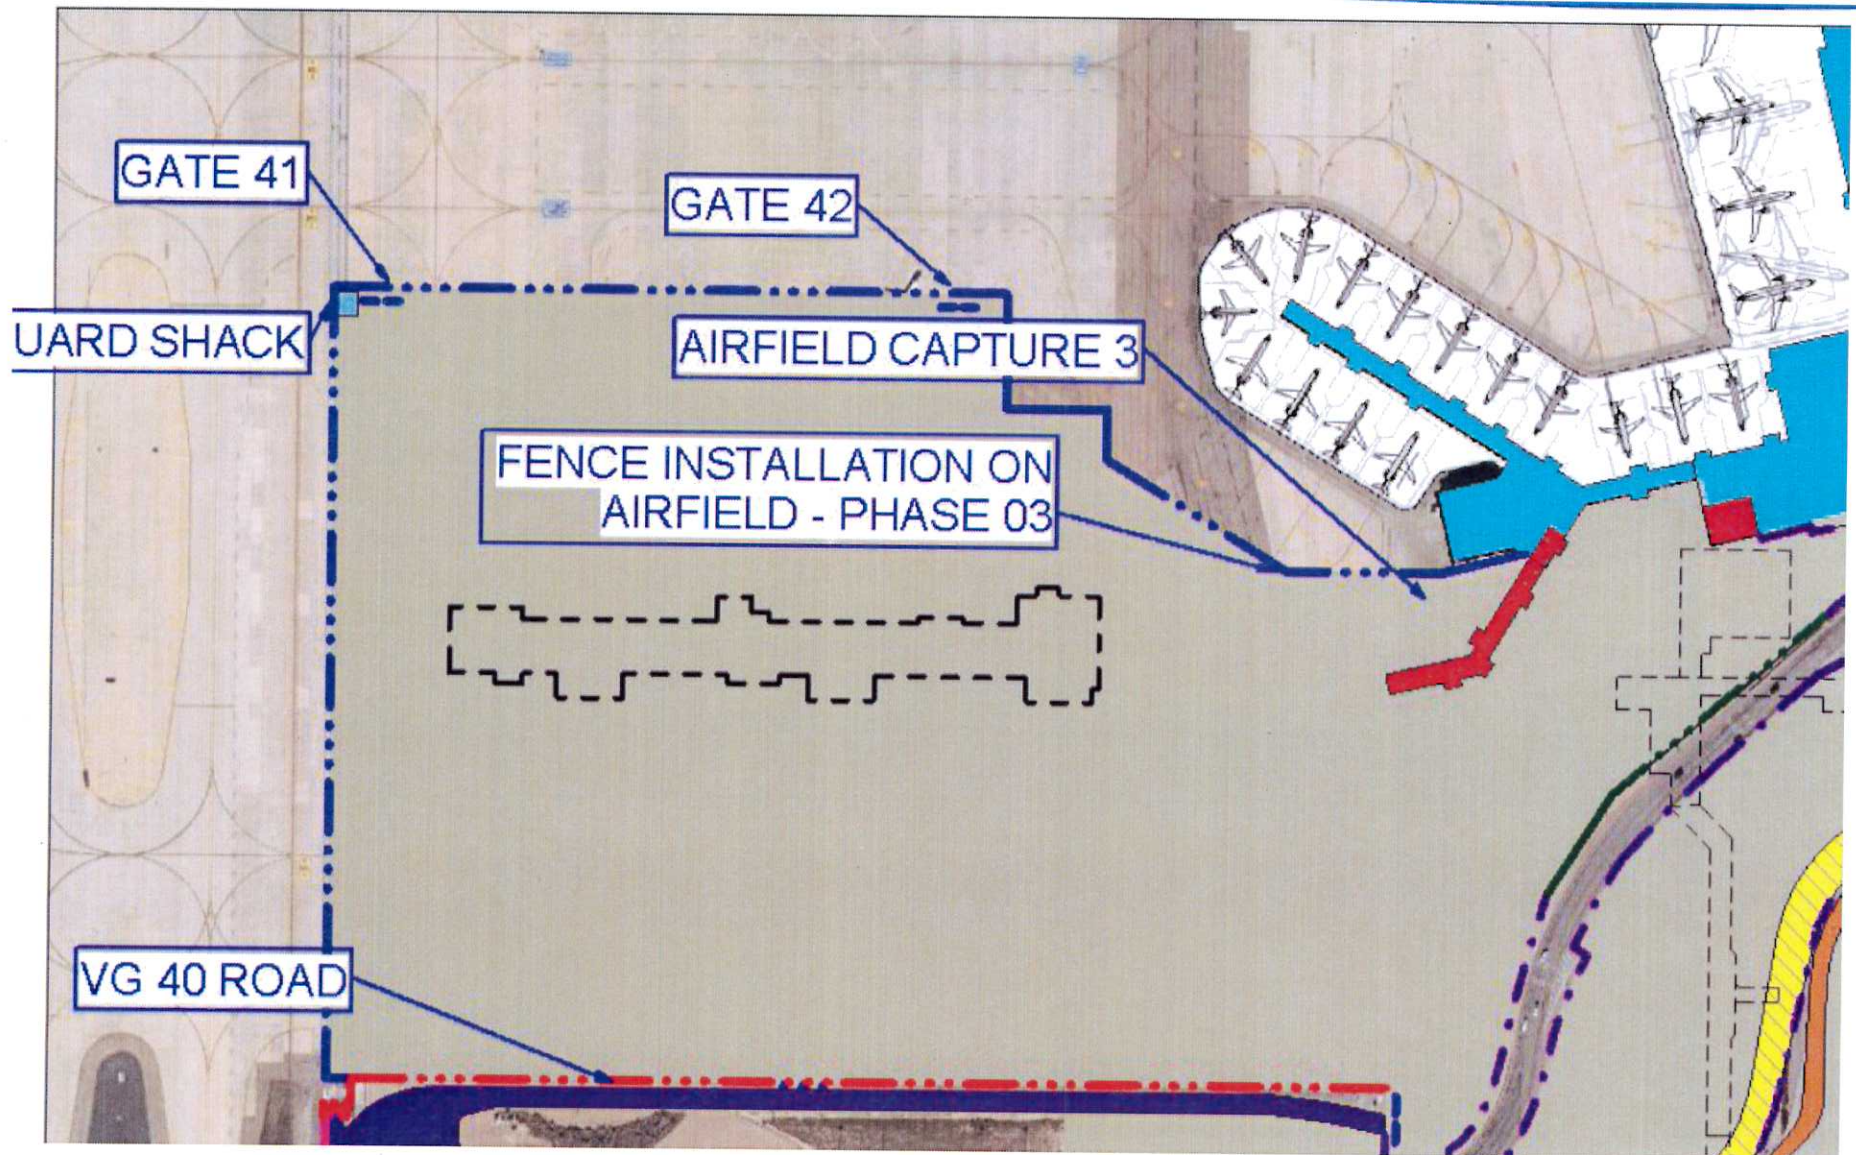 GATE 41
GATE 42
UARD SHACK
AIRFIELD CAPTURE 3
FENCE INSTALLATION ON
AIRFIELD - PHASE 03
VG 40 ROAD